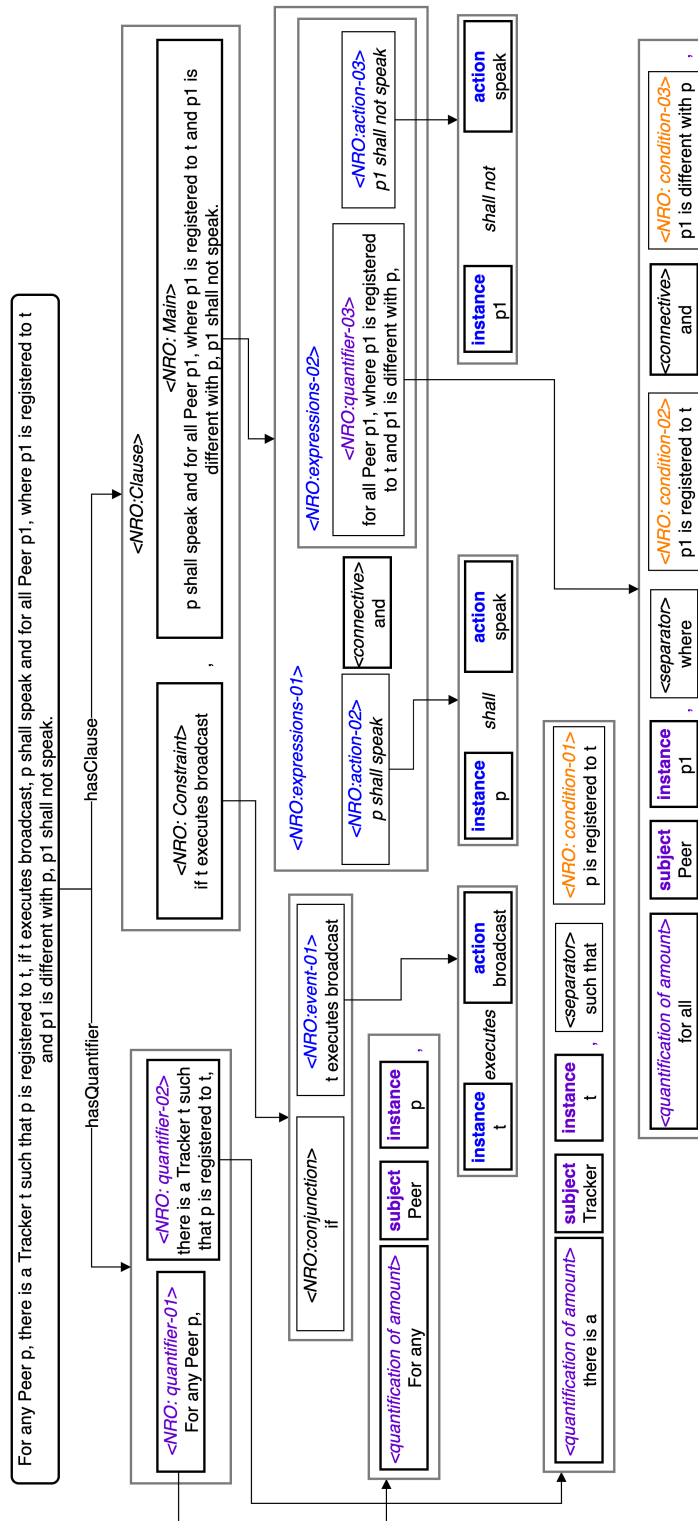 For any Peer p, there is a Tracker t such that p is registered to t, if t executes broadcast, p shall speak and for all Peer p1, where p1 is registered to t
and p1 is different with p, p1 shall not speak.
hasQuantifier
hasClause
<NRO: quantifier-01>
For any Peer p,
<NRO: quantifier-02>
there is a Tracker t such
that p is registered to t,
<NRO:Clause>
<NRO: Constraint>
if t executes broadcast
,
<NRO: Main>
p shall speak and for all Peer p1, where p1 is registered to t and p1 is
different with p, p1 shall not speak.
<NRO:conjunction>
if
<NRO:event-01>
t executes broadcast
<NRO:expressions-01>
<NRO:action-02>
p shall speak
<connective>
and
<NRO:expressions-02>
<NRO:quantifier-03>
for all Peer p1, where p1 is registered
to t and p1 is different with p,
<NRO:action-03>
p1 shall not speak
<quantification of amount>
For any
subject
Peer
instance
p
,
instance
t
executes
action
broadcast
instance
p
shall
action
speak
instance
p1
shall not
action
speak
<quantification of amount>
there is a
subject
Tracker
instance
t
,
<separator>
such that
<NRO: condition-01>
p is registered to t
<quantification of amount>
for all
subject
Peer
instance
p1
,
<separator>
where
<NRO: condition-02>
p1 is registered to t
<connective>
and
<NRO: condition-03>
p1 is different with p
,